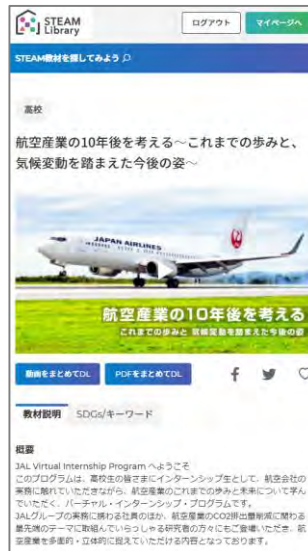 STEAM
Library
ログアウト
マイページへ
STEAM教材を探してみよう
高校
航空産業の10年後を考える~これまでの歩みと、
気候変動を踏まえた今後の姿~
JAPAN AIRLINES
航空産業の10年後を考える
これまでの歩みと 気候変動を踏まえた今後の姿
動画をまとめてDL
PDFをまとめてDL
教材説明
SDGs/キーワード
概要
JAL Virtual Internship Program へようこそ
このプログラムは、高校生の皆さまにインターンシップ生として、航空会社の
実務に触れていただきながら、航空産業のこれまでの歩みと未来について学ん
でいただく、バーチャル・インターンシップ・プログラムです。
JALグループの実務に携わる社員のほか、航空産業のCO2排出量削減に関わる
最先端のテーマに取組んでいらっしゃる研究者の方々にもご登場いただき、航
空産業を多面的・立体的に捉えていただける内容となっております。